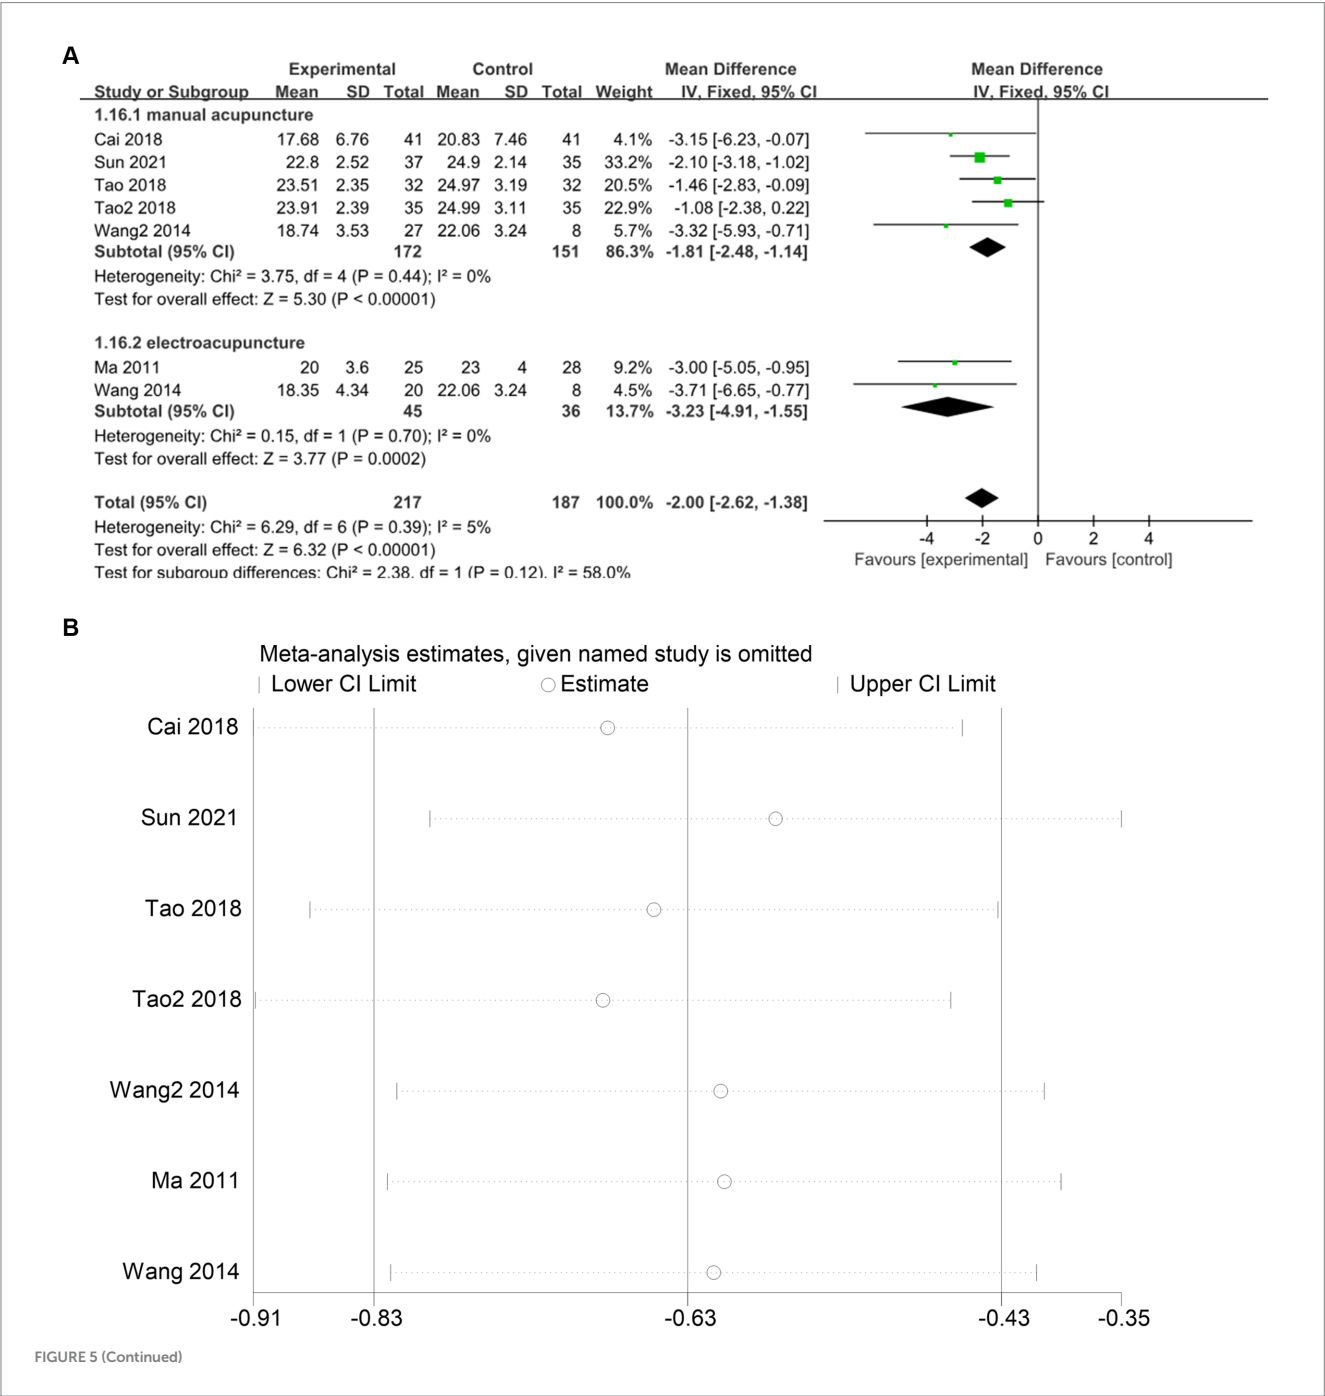 A
Experimental Control Mean Difference Mean Difference
Study or Subgroup Mean SD Total Mean SD Total Weight IV, Fixed, 95% CI IV, Fixed, 95% CI
1.16.1 manual acupuncture
Cai 2018 17.68 6.76 41 20.83 7.46 41 4.1% -3.15 [-6.23, -0.07]
Sun 2021 22.8 2.52 37 24.9 2.14 35 33.2% -2.10 [-3.18, -1.02]
Tao 2018 23.51 2.35 32 24.97 3.19 32 20.5% -1.46 [-2.83, -0.09]
Tao2 2018 23.91 2.39 35 24.99 3.11 35 22.9% -1.08 [-2.38, 0.22]
Wang2 2014 18.74 3.53 27 22.06 3.24 8 5.7% -3.32 [-5.93, -0.71]
Subtotal (95% CI) 172 151 86.3% -1.81 [-2.48, -1.14]
Heterogeneity: Chi² = 3.75, df = 4 (P = 0.44); I² = 0%
Test for overall effect: Z = 5.30 (P < 0.00001)
1.16.2 electroacupuncture
Ma 2011 20 3.6 25 23 4 28 9.2% -3.00 [-5.05, -0.95]
Wang 2014 18.35 4.34 20 22.06 3.24 8 4.5% -3.71 [-6.65, -0.77]
Subtotal (95% CI) 45 36 13.7% -3.23 [-4.91, -1.55]
Heterogeneity: Chi² = 0.15, df = 1 (P = 0.70); I² = 0%
Test for overall effect: Z = 3.77 (P = 0.0002)
Total (95% CI) 217 187 100.0% -2.00 [-2.62, -1.38]
Heterogeneity: Chi² = 6.29, df = 6 (P = 0.39); I² = 5%
Test for overall effect: Z = 6.32 (P < 0.00001)
Test for subgroup differences: Chi² = 2.38, df = 1 (P = 0.12), I² = 58.0%
-4 -2 0 2 4
Favours [experimental] Favours [control]
B
Meta-analysis estimates, given named study is omitted
Lower CI Limit Estimate Upper CI Limit
Cai 2018
Sun 2021
Tao 2018
Tao2 2018
Wang2 2014
Ma 2011
Wang 2014
-0.91 -0.83 -0.63 -0.43 -0.35
FIGURE 5 (Continued)